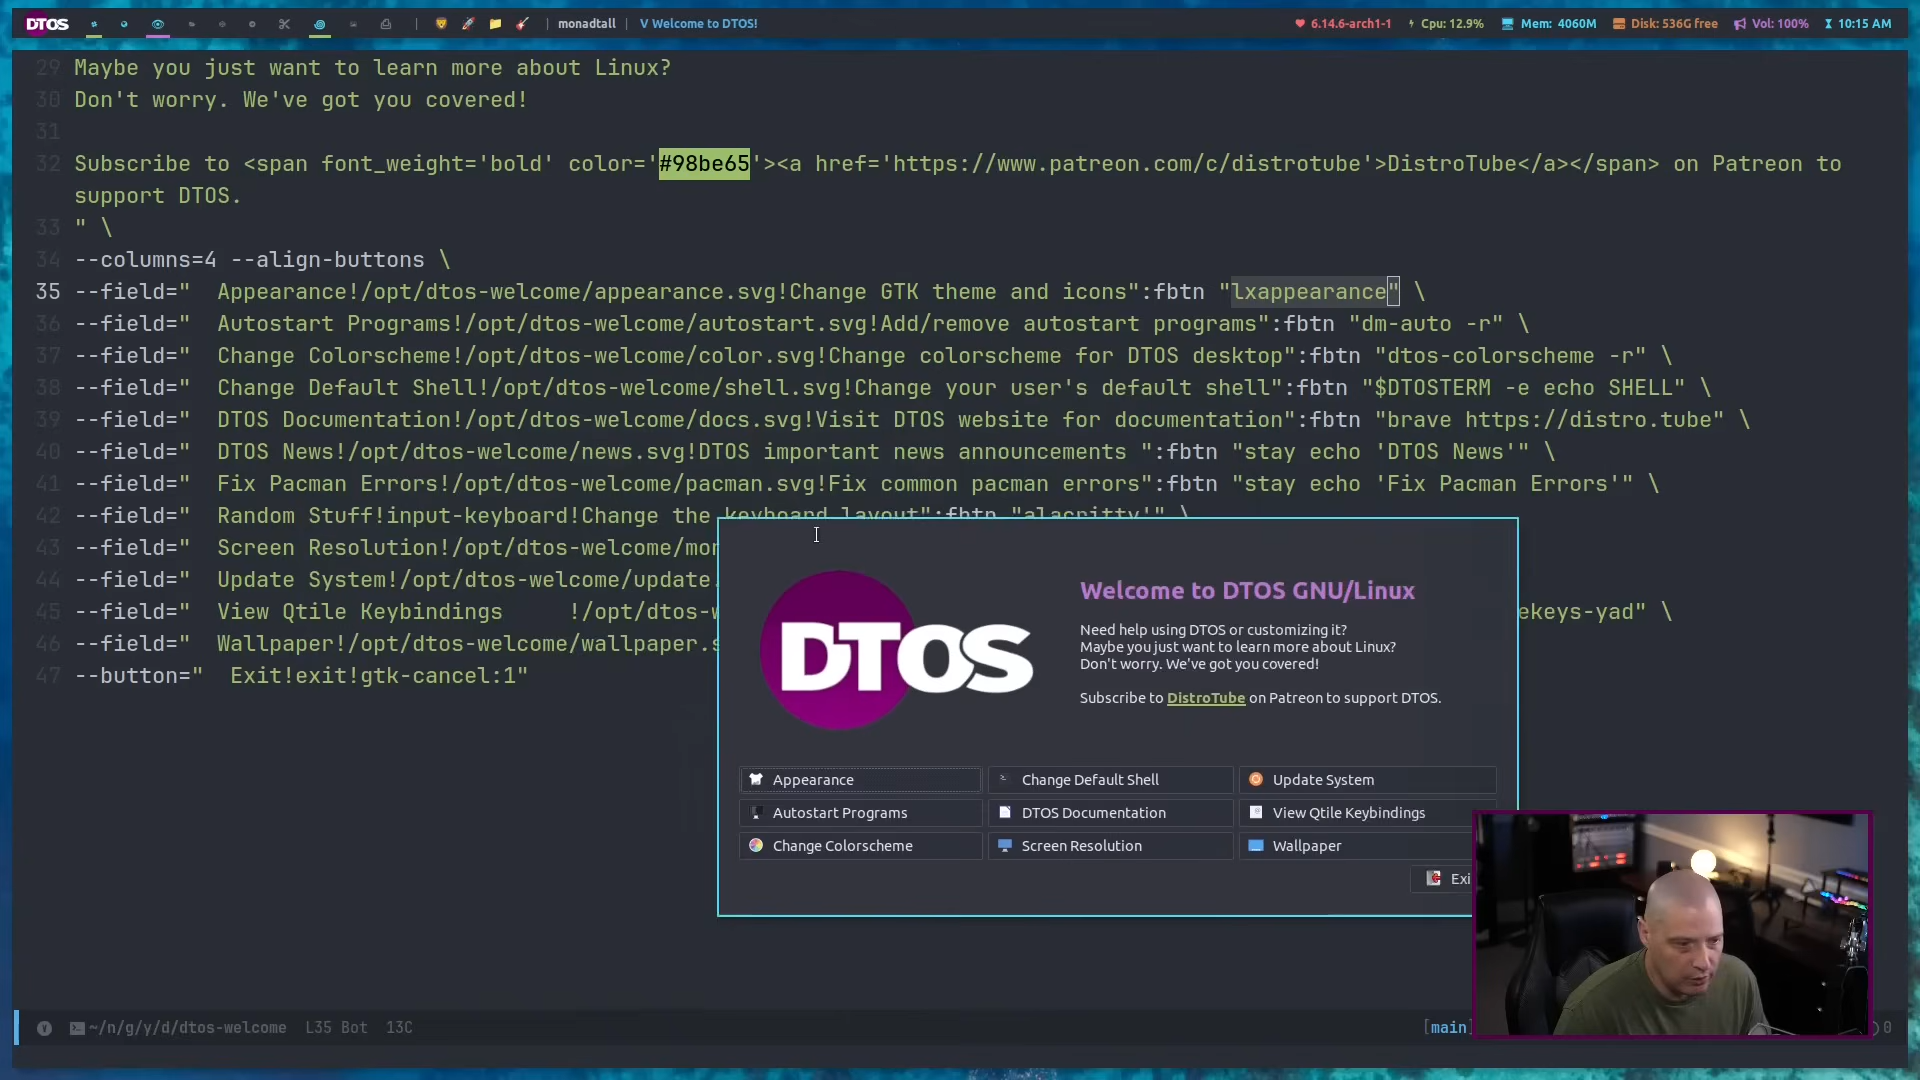 DTOS | monadtall | V Welcome to DTOS! 6.14.6-arch1-1 Cpu: 12.9% Mem: 4060M Disk: 536G free Vol: 100% 10:15 AM
29 Maybe you just want to learn more about Linux?
30 Don't worry. We've got you covered!
31
32 Subscribe to <span font_weight='bold' color='#98be65'><a href='https://www.patreon.com/c/distrotube'>DistroTube</a></span> on Patreon to
support DTOS.
33 " \
34 --columns=4 --align-buttons \
35 --field="  Appearance!/opt/dtos-welcome/appearance.svg!Change GTK theme and icons":fbtn "lxappearance" \
36 --field="  Autostart Programs!/opt/dtos-welcome/autostart.svg!Add/remove autostart programs":fbtn "dm-auto -r" \
37 --field="  Change Colorscheme!/opt/dtos-welcome/color.svg!Change colorscheme for DTOS desktop":fbtn "dtos-colorscheme -r" \
38 --field="  Change Default Shell!/opt/dtos-welcome/shell.svg!Change your user's default shell":fbtn "$DTOSTERM -e echo SHELL" \
39 --field="  DTOS Documentation!/opt/dtos-welcome/docs.svg!Visit DTOS website for documentation":fbtn "brave https://distro.tube" \
40 --field="  DTOS News!/opt/dtos-welcome/news.svg!DTOS important news announcements ":fbtn "stay echo 'DTOS News'" \
41 --field="  Fix Pacman Errors!/opt/dtos-welcome/pacman.svg!Fix common pacman errors":fbtn "stay echo 'Fix Pacman Errors'" \
42 --field="  Random Stuff!input-keyboard!Change the keyboard layout":fbtn "alacritty'" \
43 --field="  Screen Resolution!/opt/dtos-welcome/mo
44 --field="  Update System!/opt/dtos-welcome/update.
45 --field="  View Qtile Keybindings     !/opt/dtos- ekeys-yad" \
46 --field="  Wallpaper!/opt/dtos-welcome/wallpaper.s
47 --button="  Exit!exit!gtk-cancel:1"
DTOS
Welcome to DTOS GNU/Linux
Need help using DTOS or customizing it?
Maybe you just want to learn more about Linux?
Don't worry. We've got you covered!
Subscribe to DistroTube on Patreon to support DTOS.
Appearance Change Default Shell Update System
Autostart Programs DTOS Documentation View Qtile Keybindings
Change Colorscheme Screen Resolution Wallpaper
Exi
~/n/g/y/d/dtos-welcome L35 Bot 13C [main] 0